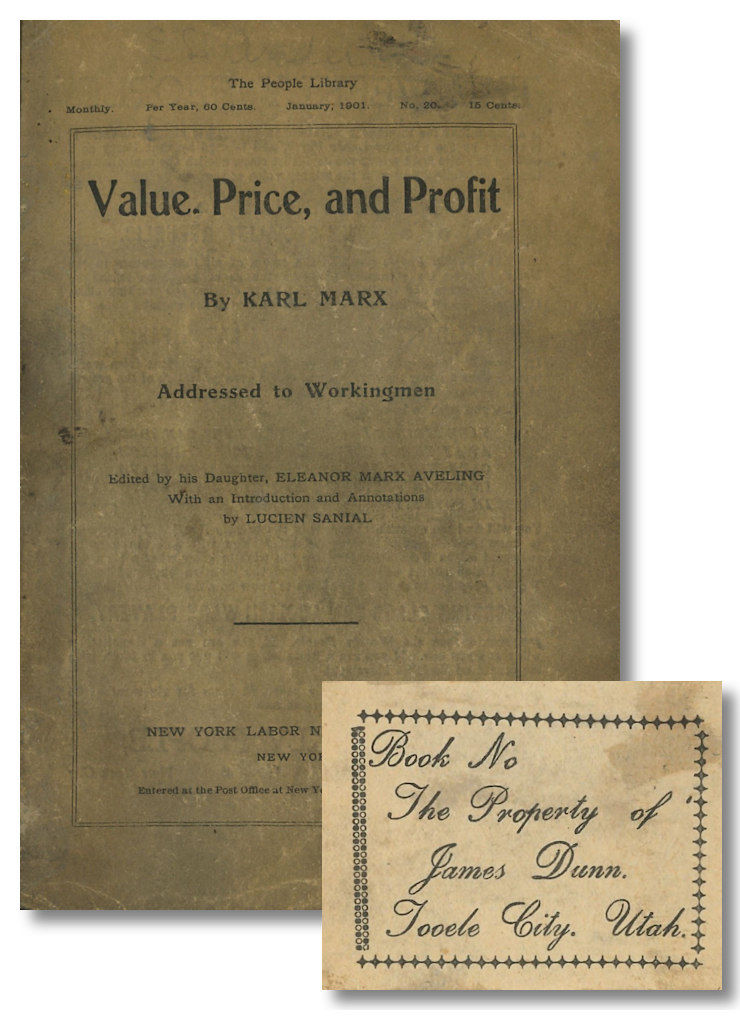 The People Library
Monthly. Per Year, 60 Cents. January, 1901. No. 20. 15 Cents.
Value. Price, and Profit
By KARL MARX
Addressed to Workingmen
Edited by his Daughter, ELEANOR MARX AVELING
With an Introduction and Annotations
by LUCIEN SANIAL
NEW YORK LABOR N
NEW YOR
Entered at the Post Office at New Yo
Book No
The Property of
James Dunn.
Tooele City. Utah.